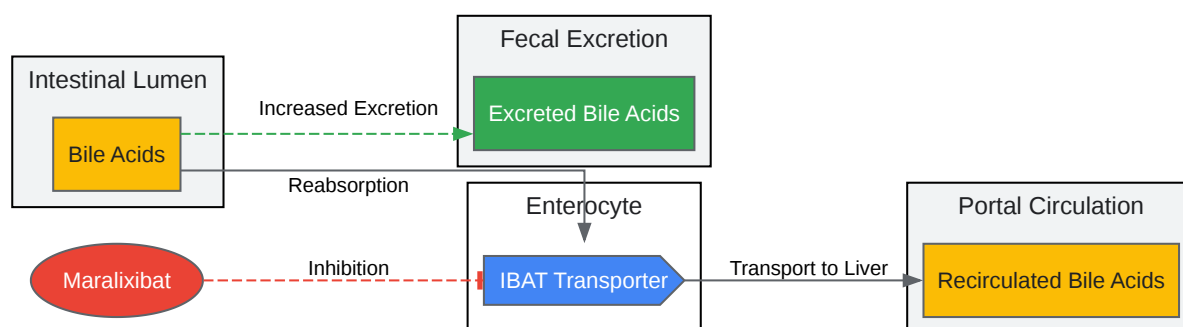 Fecal Excretion
Intestinal Lumen
Increased Excretion
Excreted Bile Acids
Bile Acids
Reabsorption
Enterocyte
Portal Circulation
Maralixibat
Inhibition
IBAT Transporter
Transport to Liver
Recirculated Bile Acids